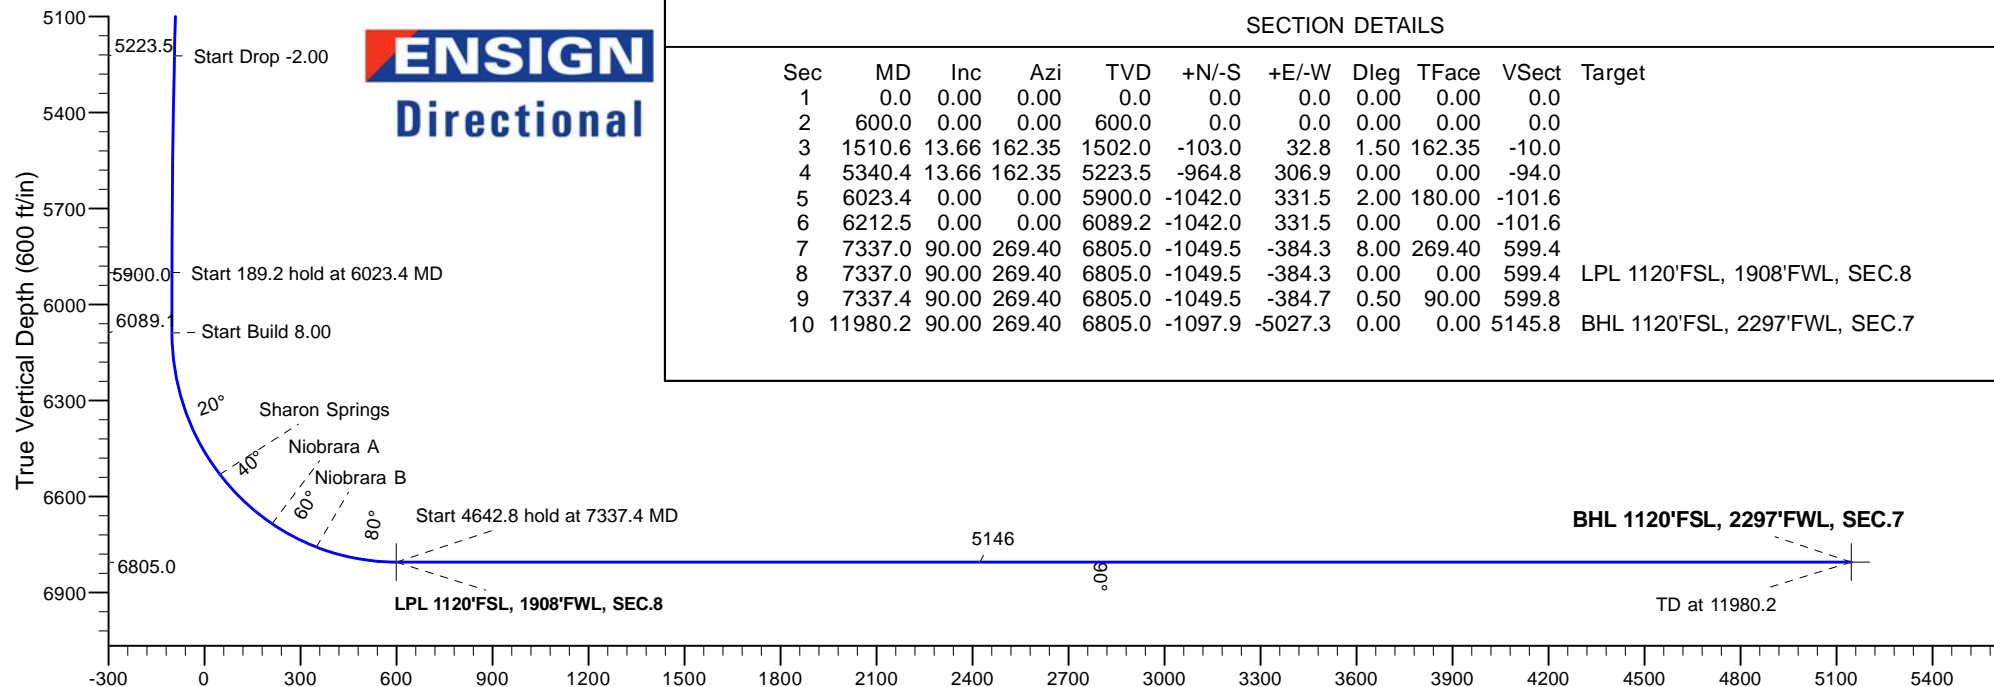 SECTION DETAILS
Sec MD Inc Azi TVD +N/-S +E/-W Dleg TFace VSect Target
1 0.0 0.00 0.00 0.0 0.0 0.0 0.00 0.00 0.0
2 600.0 0.00 0.00 600.0 0.0 0.0 0.00 0.00 0.0
3 1510.6 13.66 162.35 1502.0 -103.0 32.8 1.50 162.35 -10.0
4 5340.4 13.66 162.35 5223.5 -964.8 306.9 0.00 0.00 -94.0
5 6023.4 0.00 0.00 5900.0 -1042.0 331.5 2.00 180.00 -101.6
6 6212.5 0.00 0.00 6089.2 -1042.0 331.5 0.00 0.00 -101.6
7 7337.0 90.00 269.40 6805.0 -1049.5 -384.3 8.00 269.40 599.4
8 7337.0 90.00 269.40 6805.0 -1049.5 -384.3 0.00 0.00 599.4 LPL 1120'FSL, 1908'FWL, SEC.8
9 7337.4 90.00 269.40 6805.0 -1049.5 -384.7 0.50 90.00 599.8
10 11980.2 90.00 269.40 6805.0 -1097.9 -5027.3 0.00 0.00 5145.8 BHL 1120'FSL, 2297'FWL, SEC.7
ENSIGN
Directional
True Vertical Depth (600 ft/in)
5100
5400
5700
6000
6300
6600
6900
5223.5
Start Drop -2.00
5900.0
Start 189.2 hold at 6023.4 MD
6089.1
Start Build 8.00
20°
Sharon Springs
40°
Niobrara A
60°
Niobrara B
80°
Start 4642.8 hold at 7337.4 MD
6805.0
LPL 1120'FSL, 1908'FWL, SEC.8
5146
90°
BHL 1120'FSL, 2297'FWL, SEC.7
TD at 11980.2
-300 0 300 600 900 1200 1500 1800 2100 2400 2700 3000 3300 3600 3900 4200 4500 4800 5100 5400